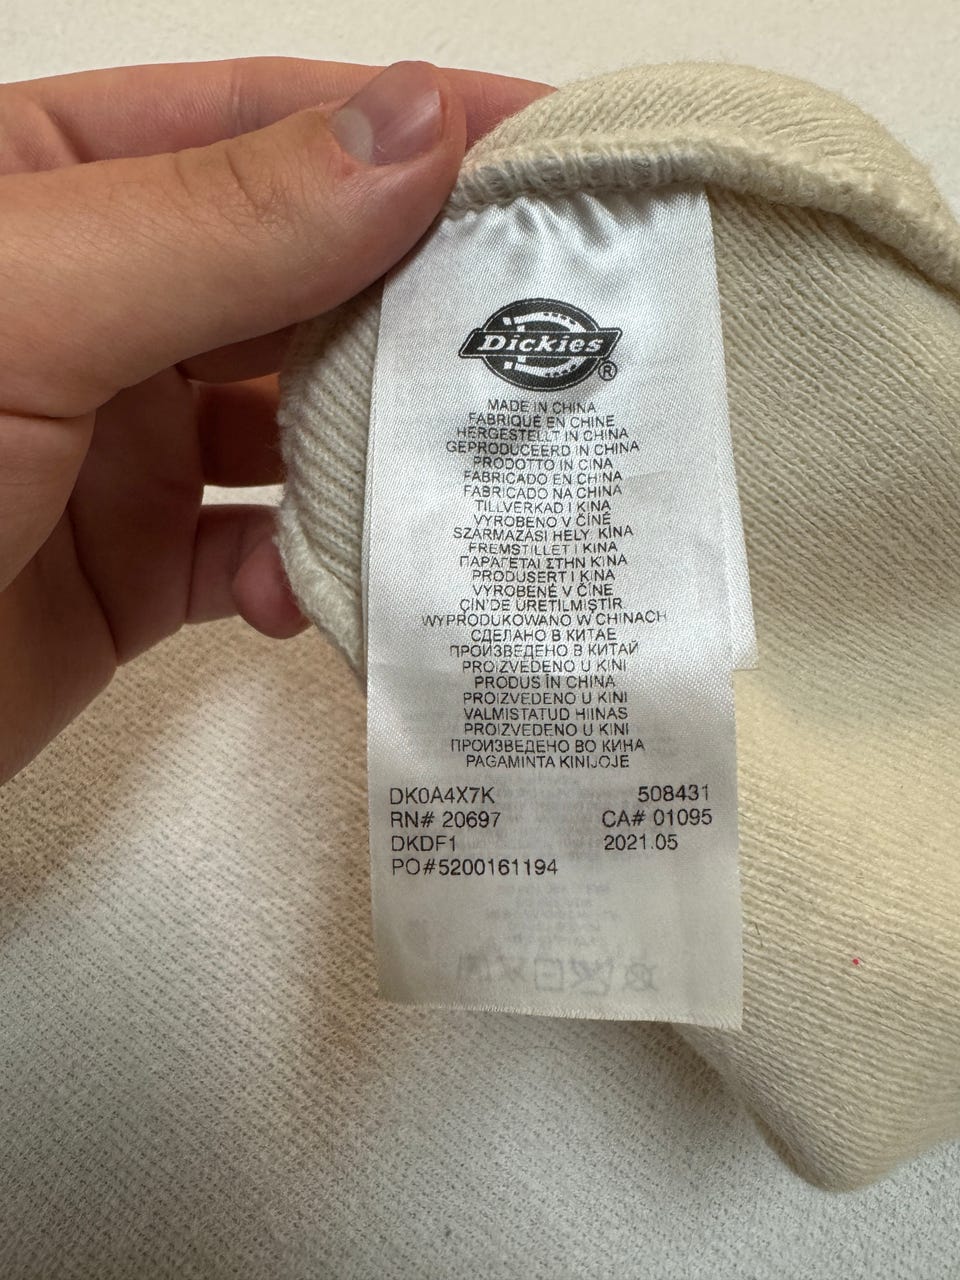 Dickies®
MADE IN CHINA
FABRIQUÉ EN CHINE
HERGESTELLT IN CHINA
GEPRODUCEERD IN CHINA
PRODOTTO IN CINA
FABRICADO EN CHINA
FABRICADO NA CHINA
TILLVERKAD I KINA
VYROBENO V ČÍNĚ
SZÁRMAZÁSI HELY: KÍNA
FREMSTILLET I KINA
ΠΑΡΑΓΕΤΑΙ ΣΤΗΝ ΚΙΝΑ
PRODUSERT I KINA
VYROBENÉ V ČÍNE
ÇİN'DE ÜRETİLMİŞTİR
WYPRODUKOWANO W CHINACH
СДЕЛАНО В КИТАЕ
ПРОИЗВЕДЕНО В КИТАЙ
PROIZVEDENO U KINI
PRODUS ÎN CHINA
PROIZVEDENO U KINI
VALMISTATUD HIINAS
PROIZVEDENO U KINI
ПРОИЗВЕДЕНО ВО КИНА
PAGAMINTA KINIJOJE
DK0A4X7K 508431
RN# 20697 CA# 01095
DKDF1 2021.05
PO#5200161194